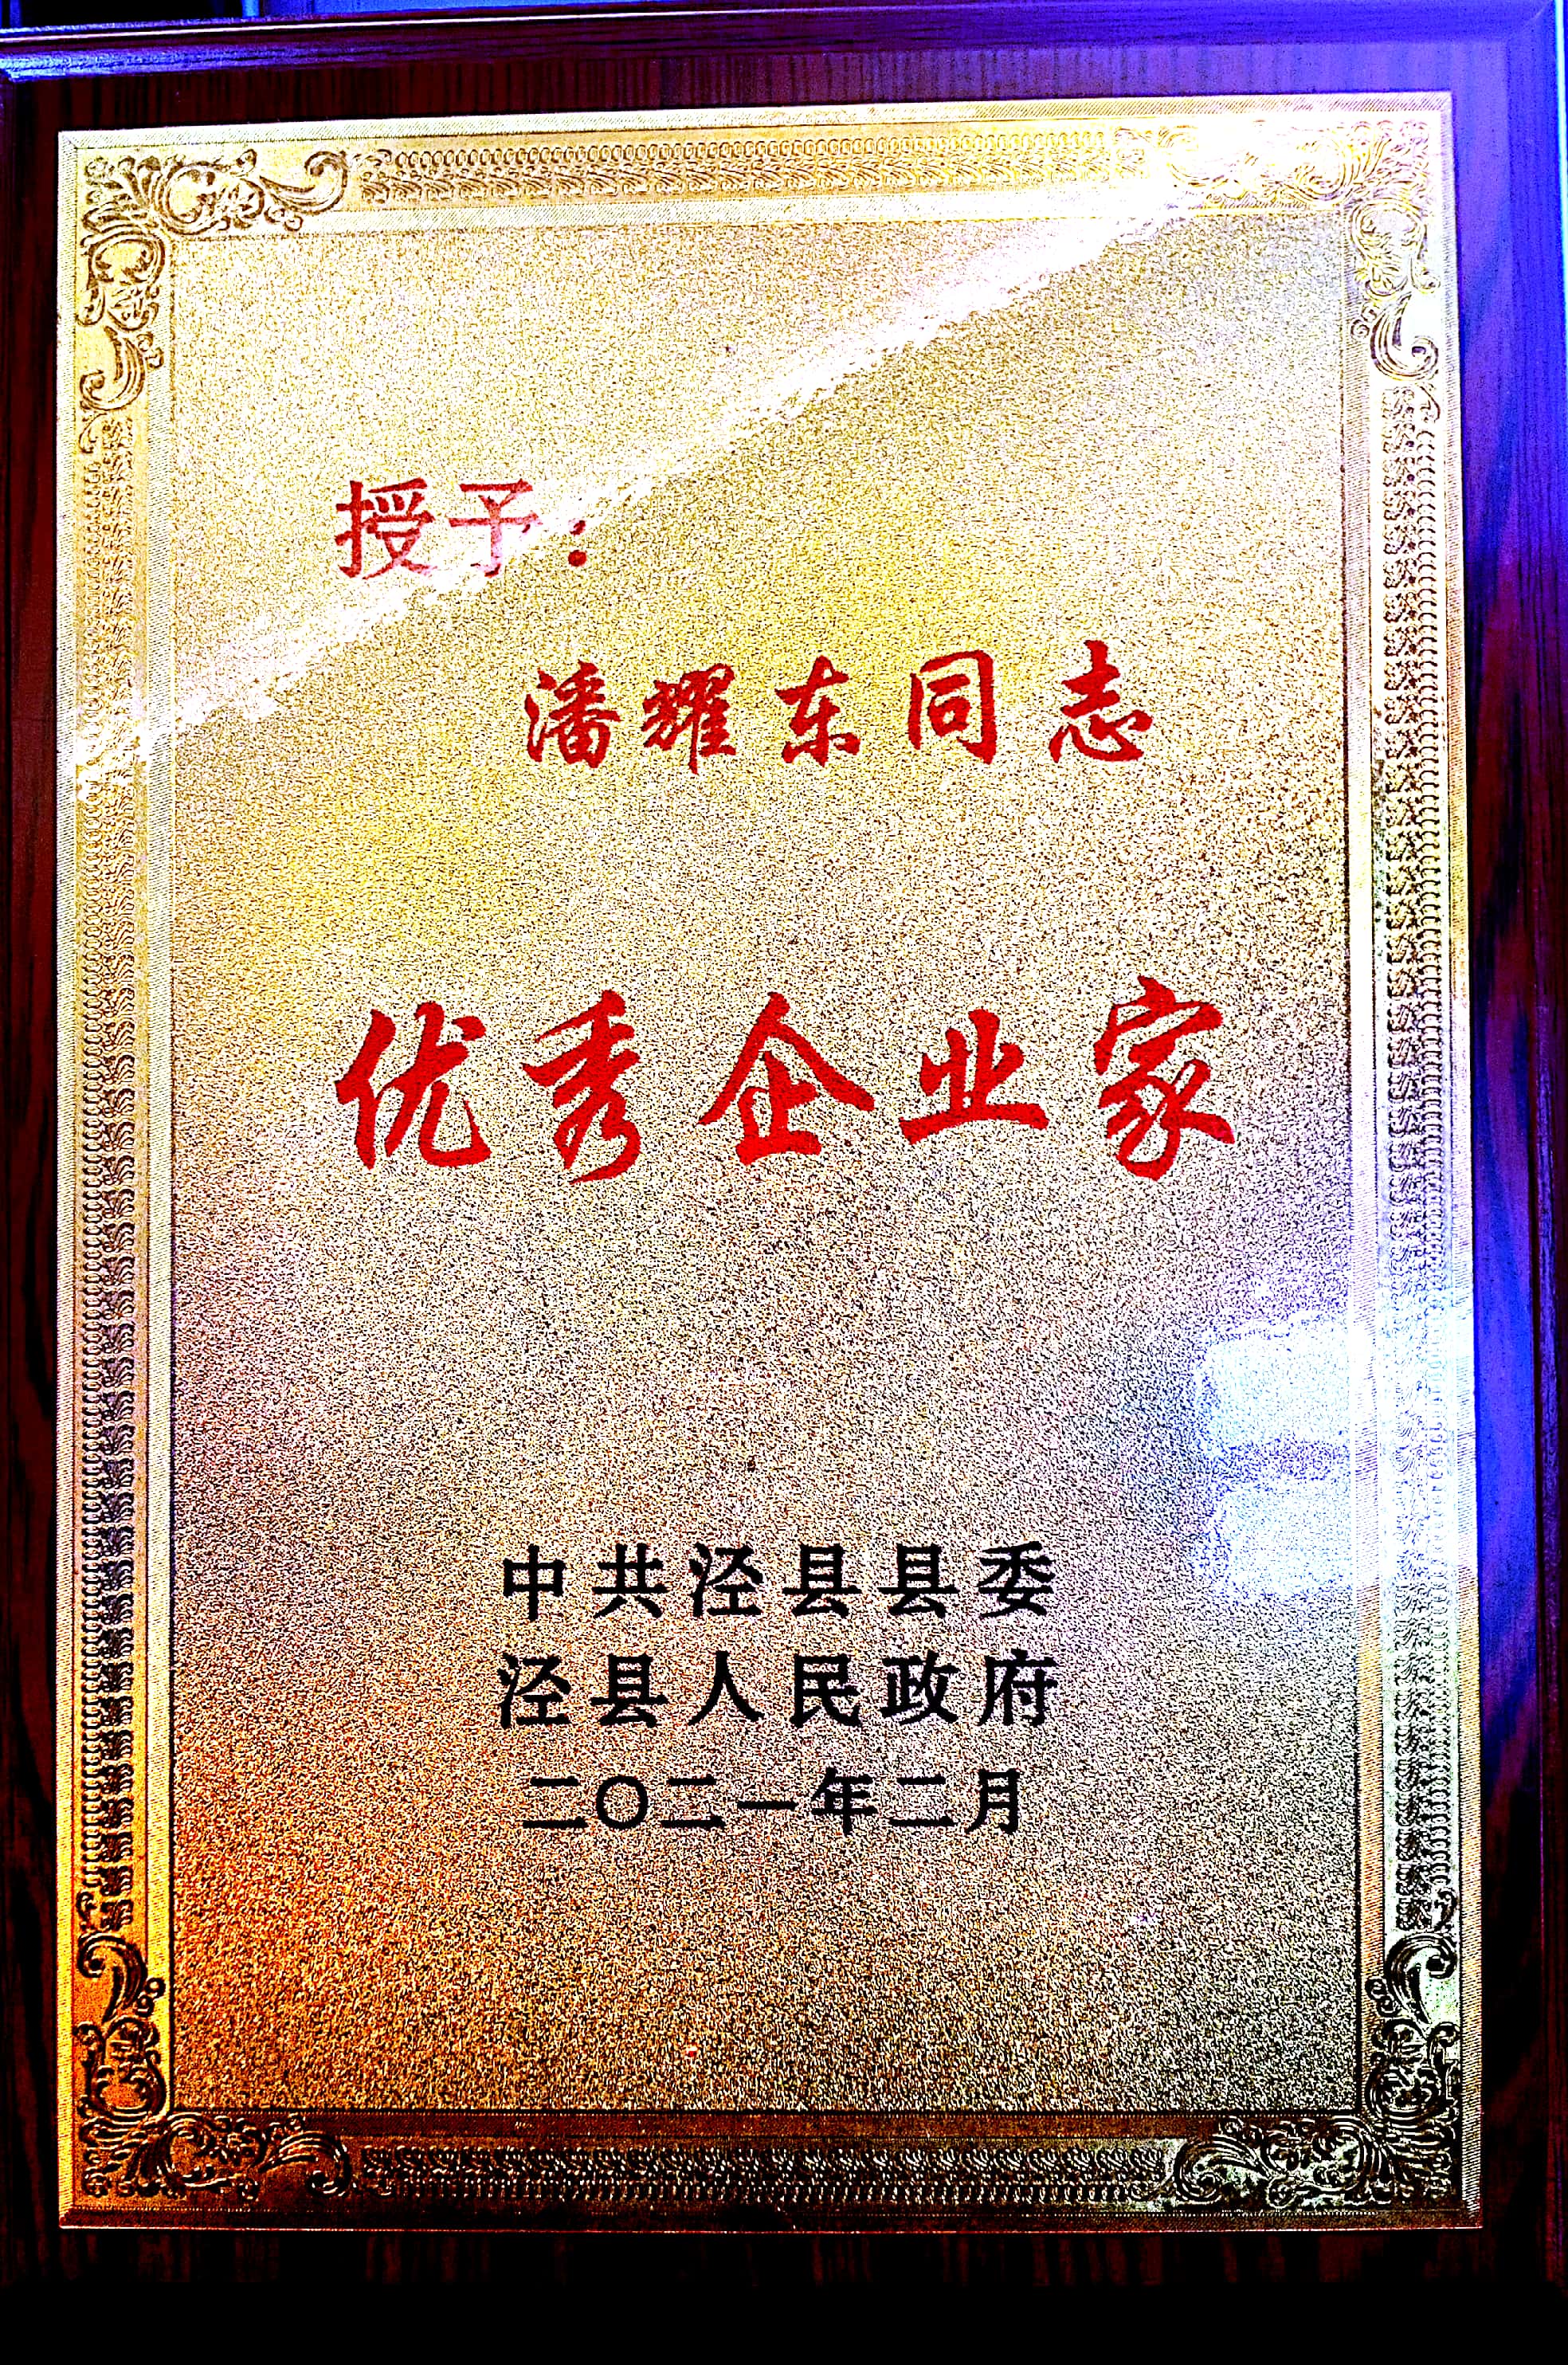 授予：
潘耀东同志
优秀企业家
中共泾县县委
泾县人民政府
二〇二一年二月